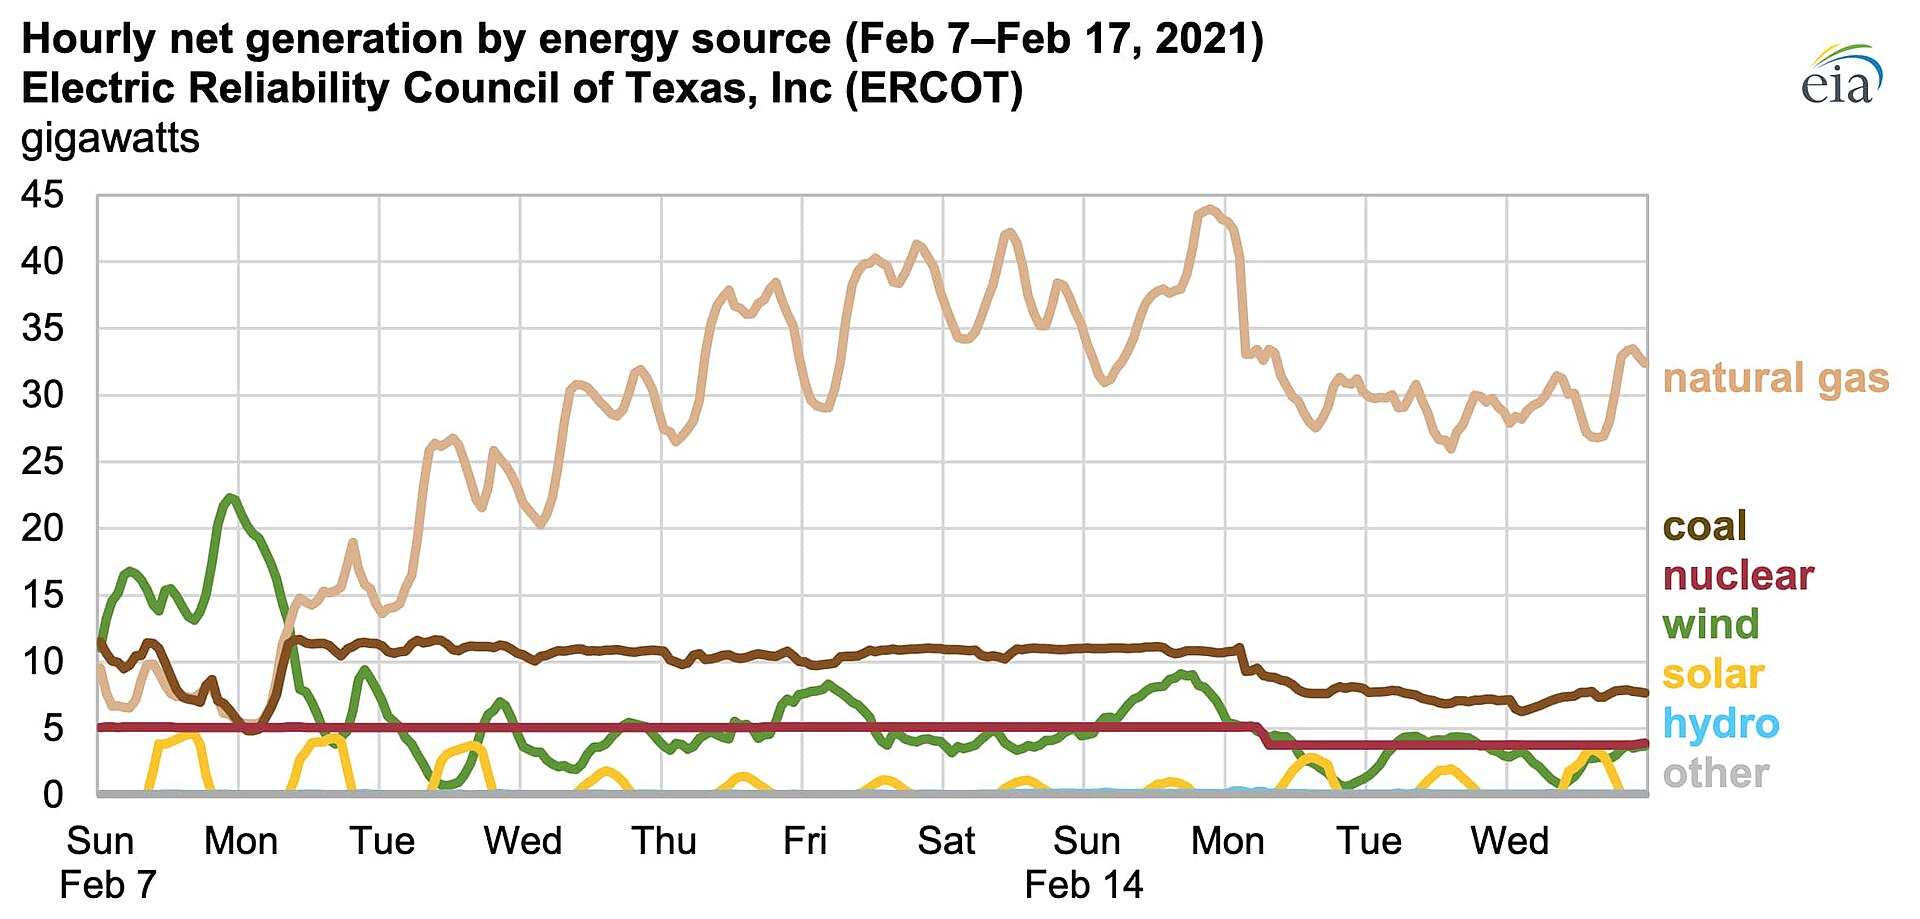 Hourly net generation by energy source (Feb 7–Feb 17, 2021)
Electric Reliability Council of Texas, Inc (ERCOT)
gigawatts
eia
45
40
35
30
25
20
15
10
5
0
natural gas
coal
nuclear
wind
solar
hydro
other
Sun Mon Tue Wed Thu Fri Sat Sun Mon Tue Wed
Feb 7 Feb 14